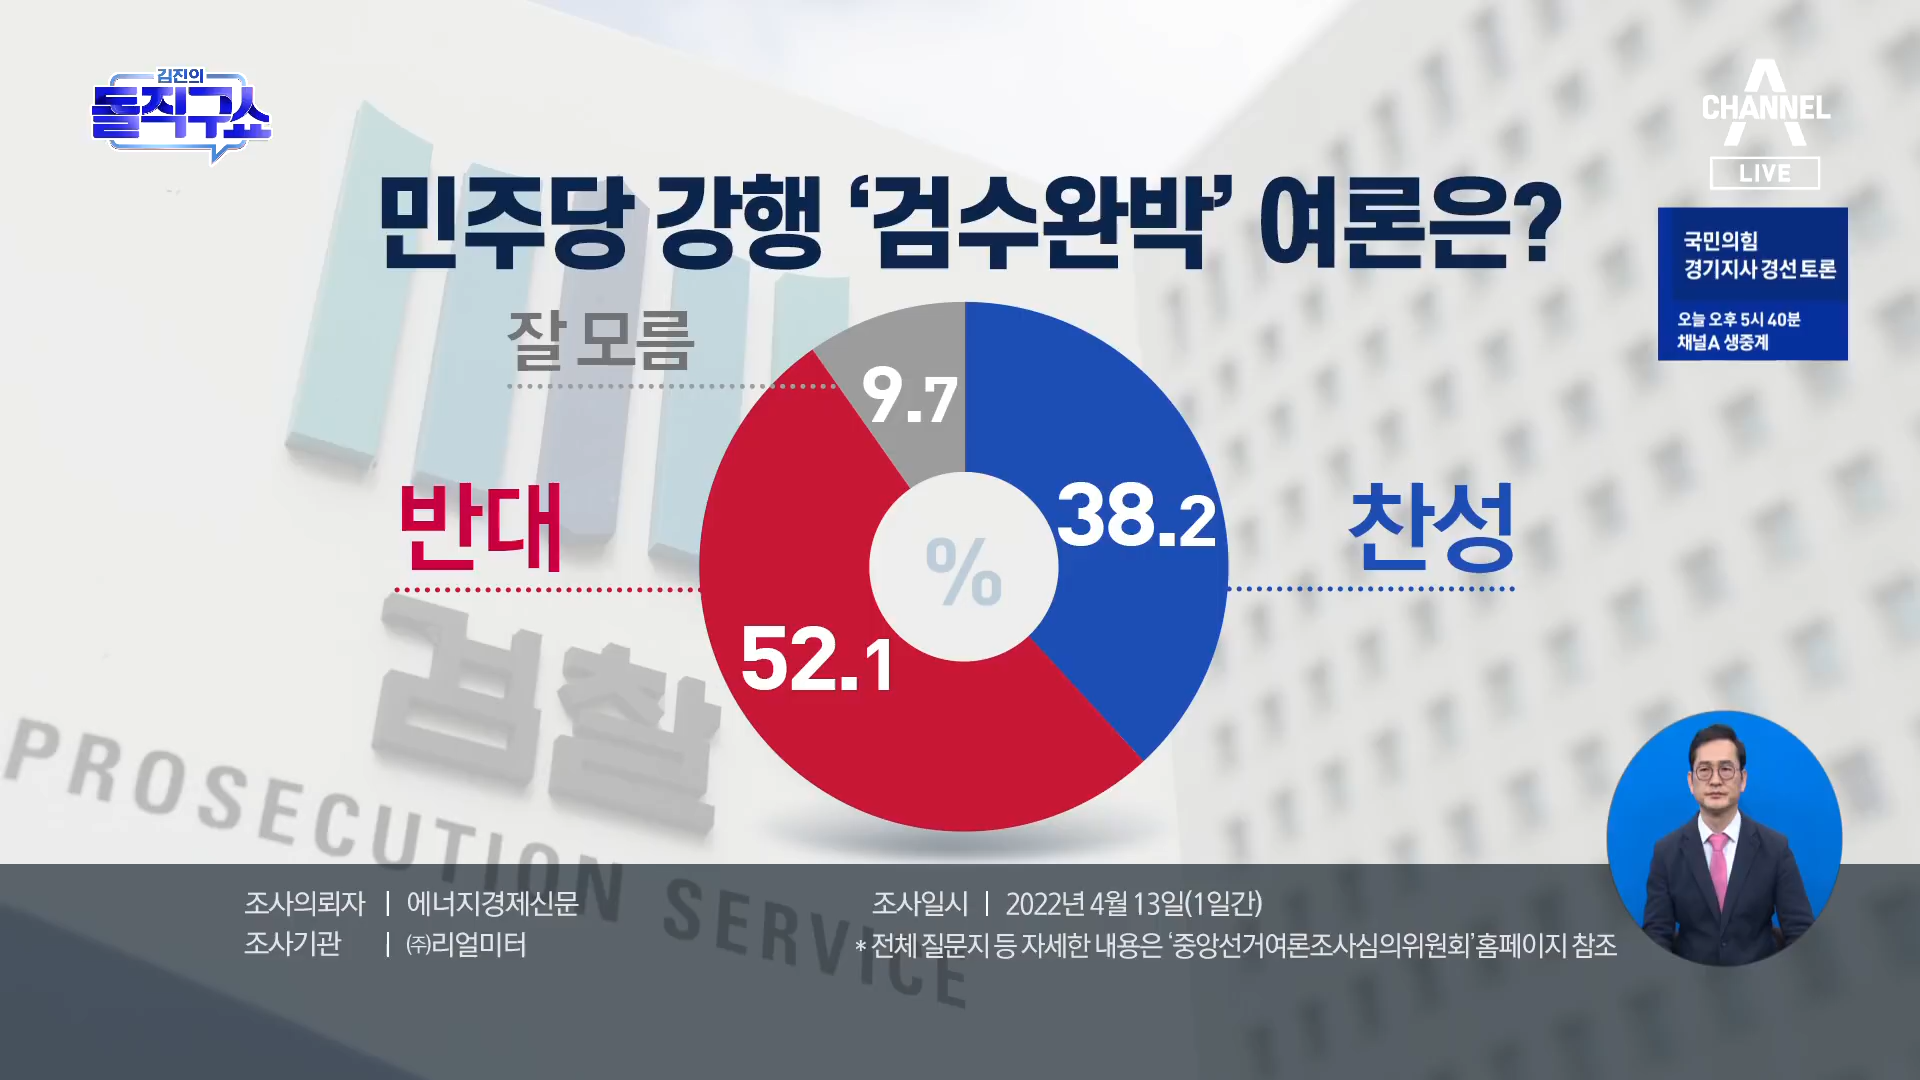 김진의
돌직구쇼
CHANNEL A
LIVE
민주당 강행 ‘검수완박’ 여론은?
국민의힘
경기지사 경선 토론
오늘 오후 5시 40분
채널A 생중계
잘 모름
9.7
반대
52.1
38.2
찬성
%
검찰
PROSECUTION SERVICE
조사의뢰자 | 에너지경제신문
조사기관 | ㈜리얼미터
조사일시 | 2022년 4월 13일(1일간)
* 전체 질문지 등 자세한 내용은 ‘중앙선거여론조사심의위원회’ 홈페이지 참조